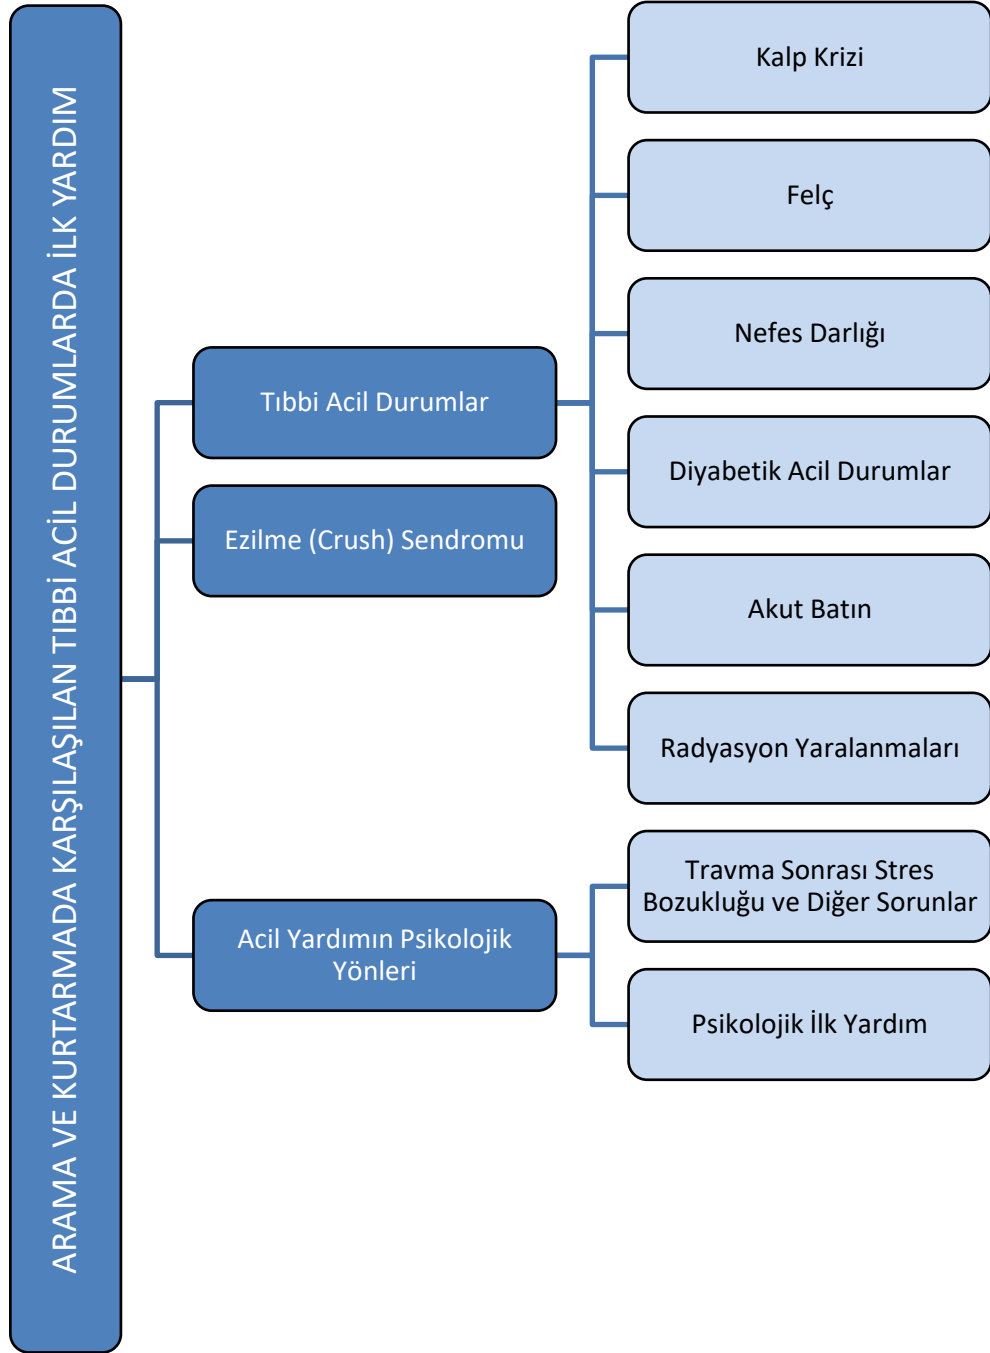 ARAMA VE KURTARMADA KARŞILAŞILAN TIBBİ ACİL DURUMLARDA İLK YARDIM
Tıbbi Acil Durumlar
Kalp Krizi
Felç
Nefes Darlığı
Diyabetik Acil Durumlar
Akut Batın
Radyasyon Yaralanmaları
Ezilme (Crush) Sendromu
Acil Yardımın Psikolojik
Yönleri
Travma Sonrası Stres
Bozukluğu ve Diğer Sorunlar
Psikolojik İlk Yardım